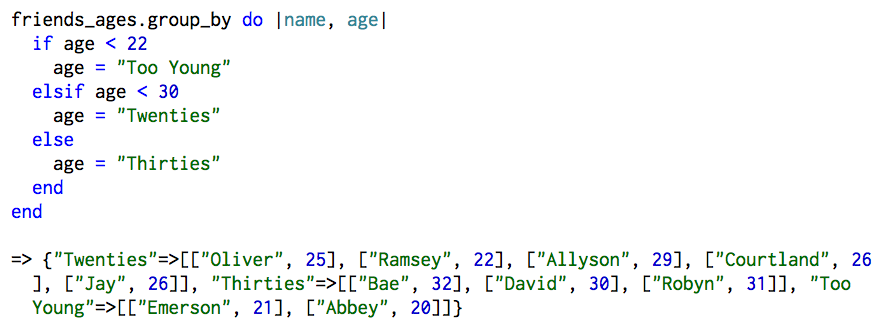 friends_ages.group_by do |name, age|
  if age < 22
    age = "Too Young"
  elsif age < 30
    age = "Twenties"
  else
    age = "Thirties"
  end
end

=> {"Twenties"=>[["Oliver", 25], ["Ramsey", 22], ["Allyson", 29], ["Courtland", 26
  ], ["Jay", 26]], "Thirties"=>[["Bae", 32], ["David", 30], ["Robyn", 31]], "Too
  Young"=>[["Emerson", 21], ["Abbey", 20]]}